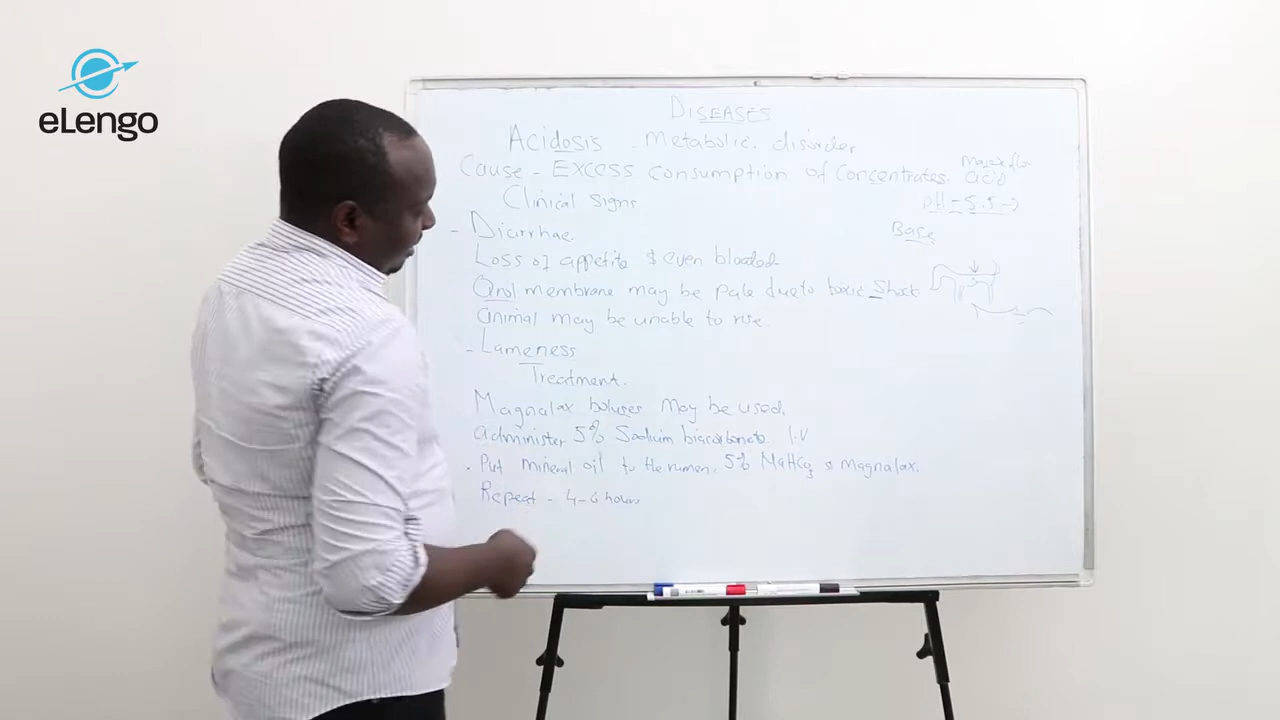 eLengo
DISEASES
Acidosis - Metabolic disorder
Cause - Excess consumption of concentrates. acid
pH = 5.5 →
Clinical signs
Base
- Diarrhae.
Loss of appetite & even bloated
Oral membrane may be pale due to toxic shock.
animal may be unable to rise.
- Lameness
Treatment.
Magnalax boluses may be used,
Administer 5% Sodium biacarbonate. I.V
. Put mineral oil to the rumen, 5% NaHCO3 & magnalax.
Repeat - 4-6 hours